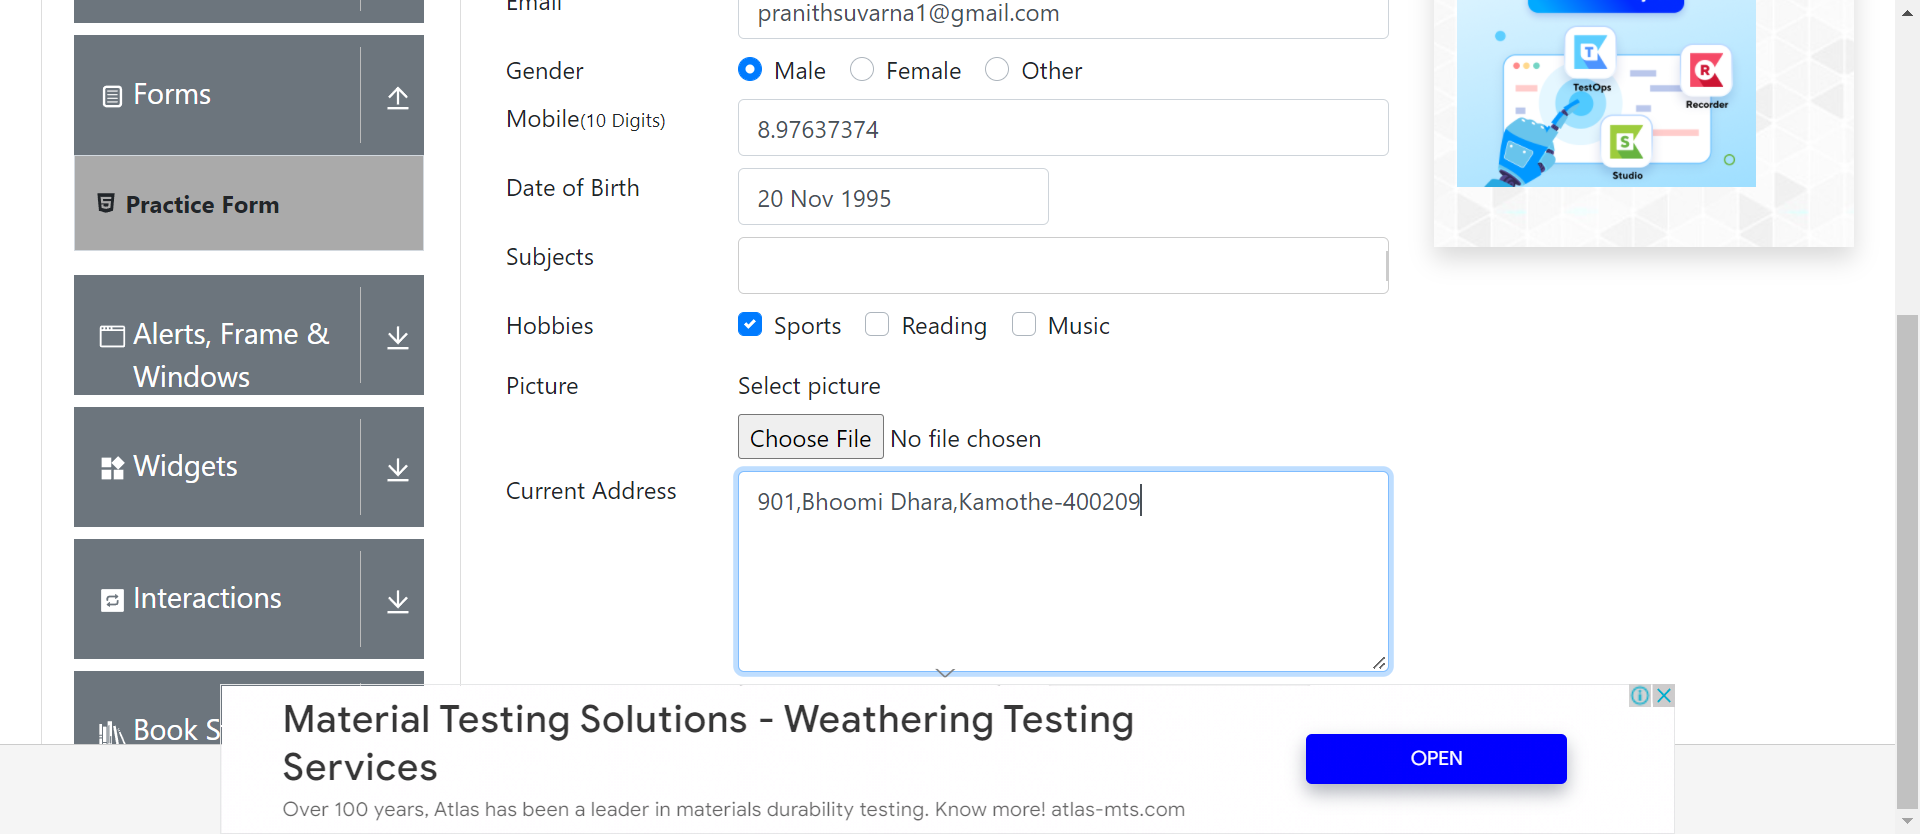 Email
pranithsuvarna1@gmail.com
Gender
Male Female Other
Mobile(10 Digits)
8.97637374
Date of Birth
20 Nov 1995
Subjects
Hobbies
Sports Reading Music
Picture
Select picture
Choose File No file chosen
Current Address
901,Bhoomi Dhara,Kamothe-400209
Forms
Practice Form
Alerts, Frame &
Windows
Widgets
Interactions
Book S
TestOps
Recorder
Studio
Material Testing Solutions - Weathering Testing
Services
Over 100 years, Atlas has been a leader in materials durability testing. Know more! atlas-mts.com
OPEN